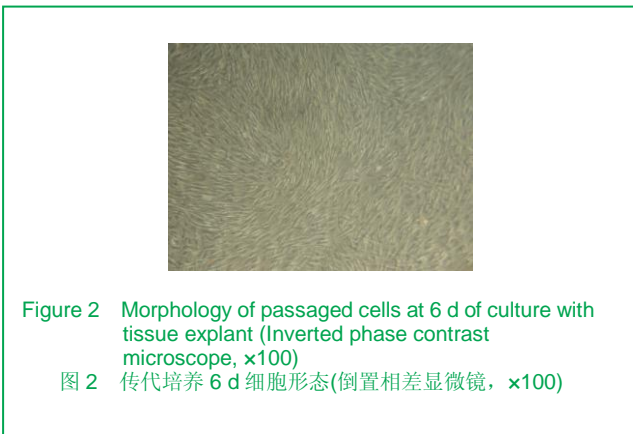 Figure 2 Morphology of passaged cells at 6 d of culture with
tissue explant (Inverted phase contrast
microscope, ×100)
图 2 传代培养 6 d 细胞形态(倒置相差显微镜，×100)